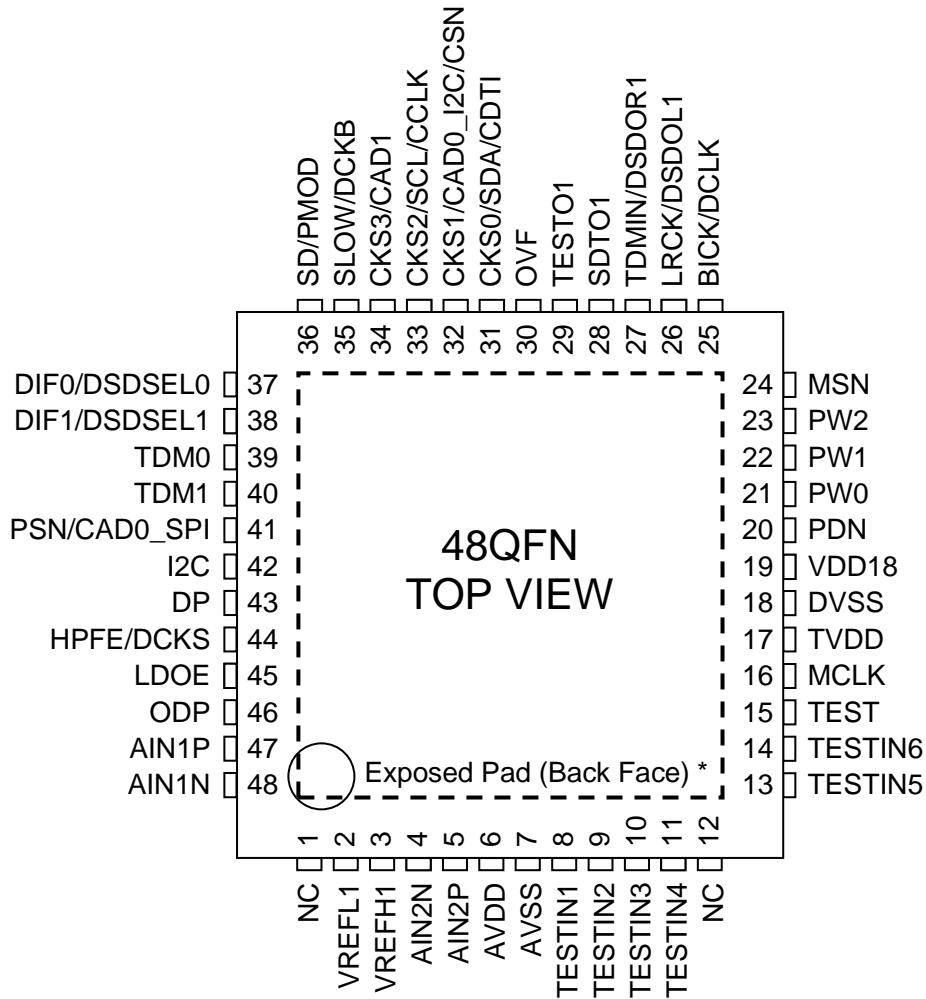 SD/PMOD
SLOW/DCKB
CKS3/CAD1
CKS2/SCL/CCLK
CKS1/CAD0_I2C/CSN
CKS0/SDA/CDTI
OVF
TESTO1
SDTO1
TDMIN/DSDOR1
LRCK/DSDOL1
BICK/DCLK
36
35
34
33
32
31
30
29
28
27
26
25
DIF0/DSDSEL0 37
DIF1/DSDSEL1 38
TDM0 39
TDM1 40
PSN/CAD0_SPI 41
I2C 42
DP 43
HPFE/DCKS 44
LDOE 45
ODP 46
AIN1P 47
AIN1N 48
48QFN
TOP VIEW
Exposed Pad (Back Face) *
24 MSN
23 PW2
22 PW1
21 PW0
20 PDN
19 VDD18
18 DVSS
17 TVDD
16 MCLK
15 TEST
14 TESTIN6
13 TESTIN5
1
2
3
4
5
6
7
8
9
10
11
12
NC
VREFL1
VREFH1
AIN2N
AIN2P
AVDD
AVSS
TESTIN1
TESTIN2
TESTIN3
TESTIN4
NC